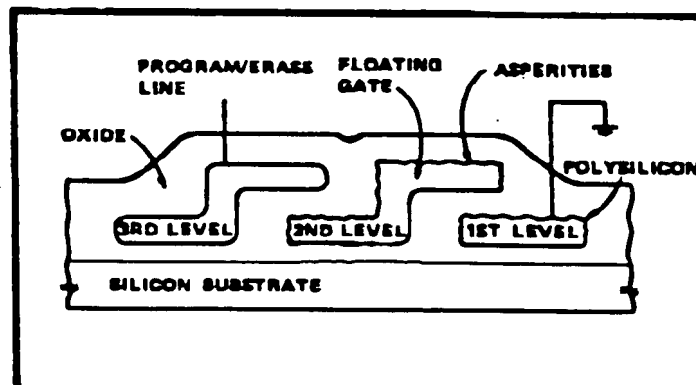 PROGRAM/ERASE
LINE
FLOATING
GATE
ASPERITIES
OXIDE
POLYSILICON
3RD LEVEL
2ND LEVEL
1ST LEVEL
SILICON SUBSTRATE